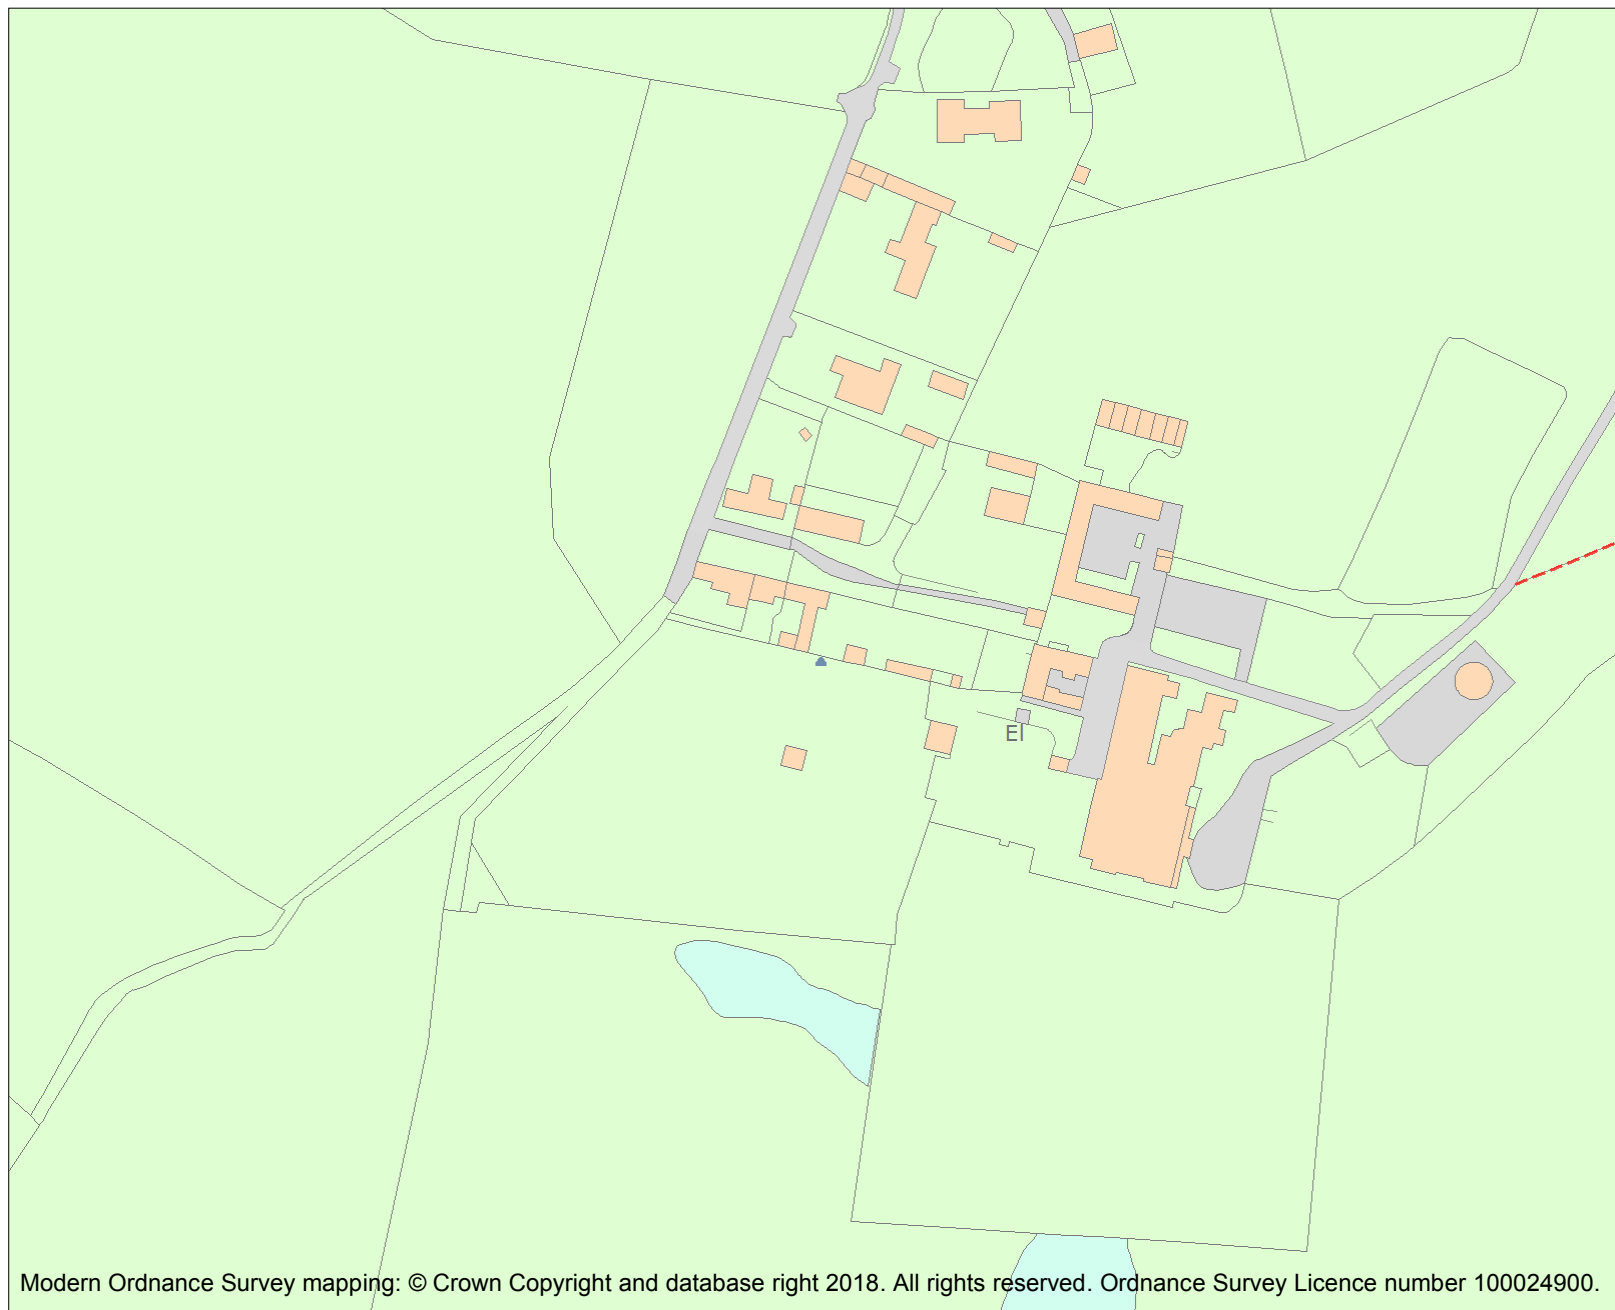 El
Modern Ordnance Survey mapping: © Crown Copyright and database right 2018. All rights reserved. Ordnance Survey Licence number 100024900.